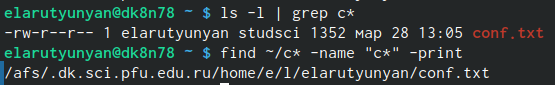 elarutyunyan@dk8n78 ~ $ ls -l | grep c*
-rw-r--r-- 1 elarutyunyan studsci 1352 мар 28 13:05 conf.txt
elarutyunyan@dk8n78 ~ $ find ~/c* -name "c*" -print
/afs/.dk.sci.pfu.edu.ru/home/e/l/elarutyunyan/conf.txt